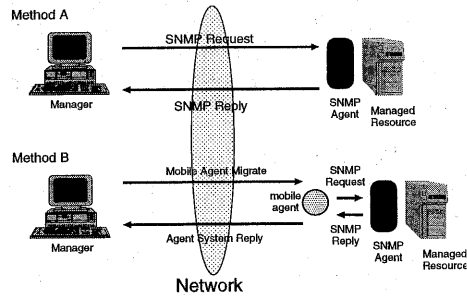 Method A
SNMP Request
SNMP Reply
Manager
SNMP
Agent
Managed
Resource
Method B
Mobile Agent Migrate
mobile
agent
SNMP
Request
SNMP
Reply
Agent System Reply
Manager
SNMP
Agent
Managed
Resource
Network